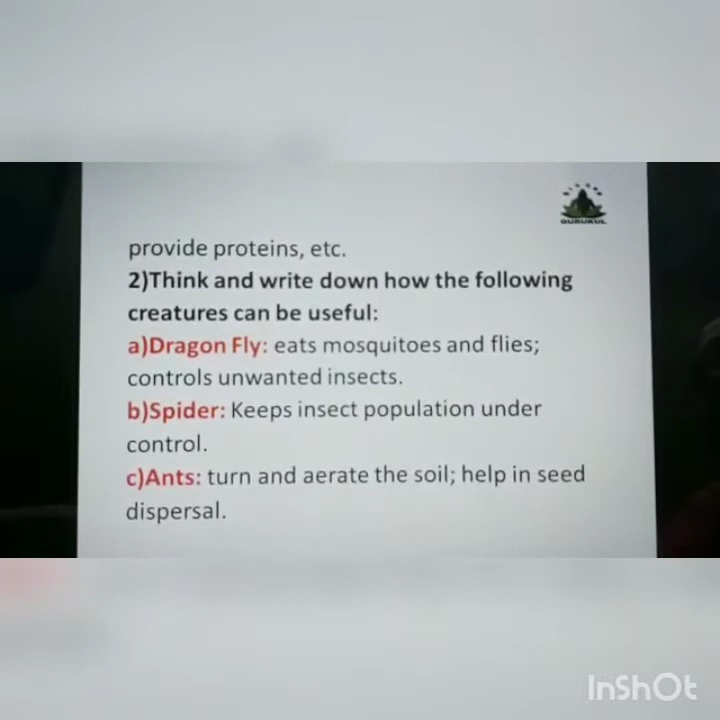 GURUKUL
provide proteins, etc.
2)Think and write down how the following
creatures can be useful:
a)Dragon Fly: eats mosquitoes and flies;
controls unwanted insects.
b)Spider: Keeps insect population under
control.
c)Ants: turn and aerate the soil; help in seed
dispersal.
InShOt